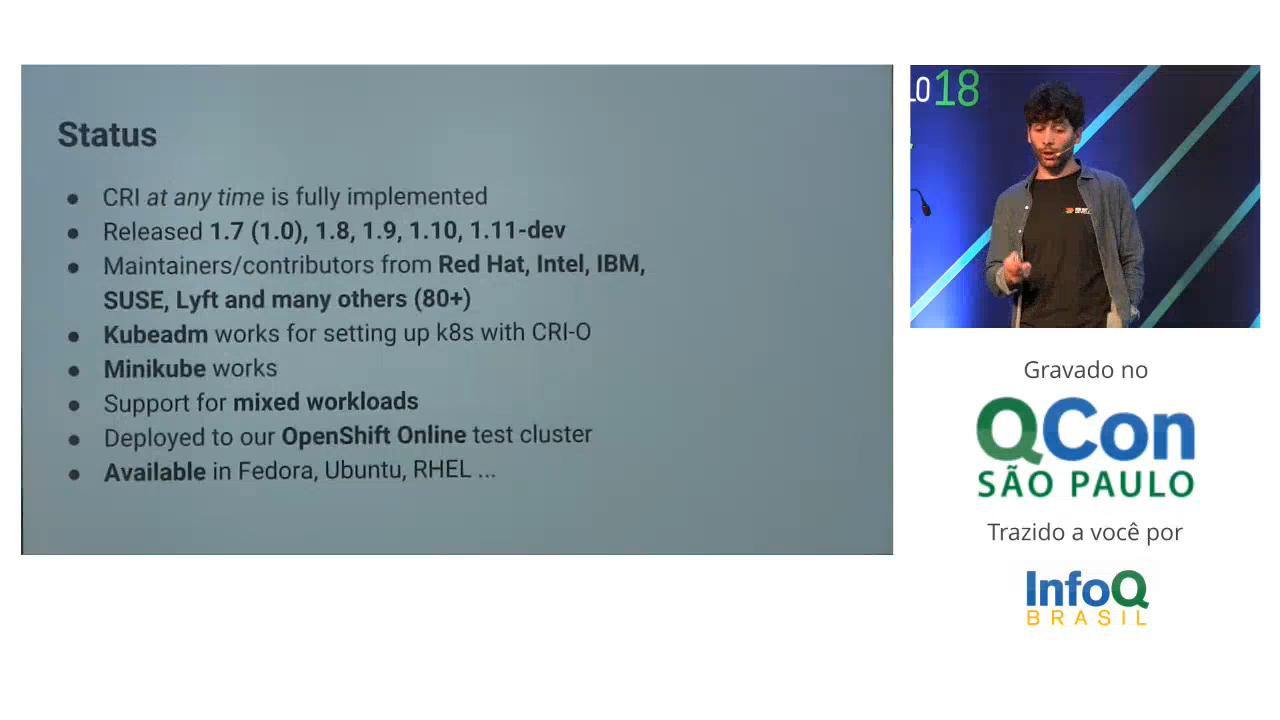 Status
● CRI at any time is fully implemented
● Released 1.7 (1.0), 1.8, 1.9, 1.10, 1.11-dev
● Maintainers/contributors from Red Hat, Intel, IBM,
SUSE, Lyft and many others (80+)
● Kubeadm works for setting up k8s with CRI-O
● Minikube works
● Support for mixed workloads
● Deployed to our OpenShift Online test cluster
● Available in Fedora, Ubuntu, RHEL ...
18
Gravado no
QCon
SÃO PAULO
Trazido a você por
InfoQ
BRASIL